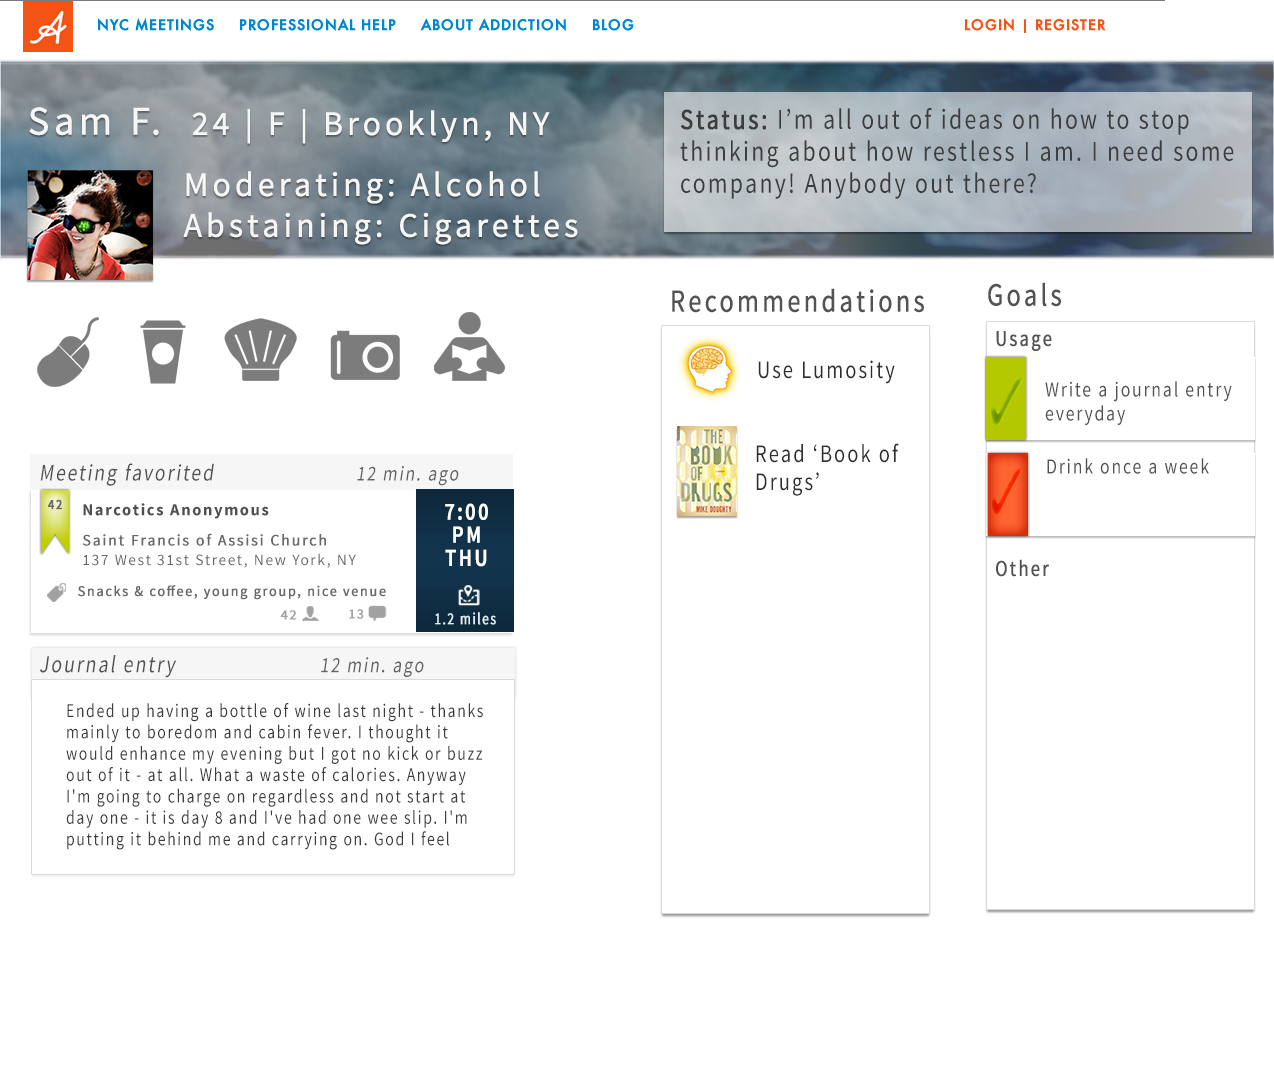 A
NYC MEETINGS PROFESSIONAL HELP ABOUT ADDICTION BLOG LOGIN | REGISTER
Sam F. 24 | F | Brooklyn, NY
Moderating: Alcohol
Abstaining: Cigarettes
Status: I’m all out of ideas on how to stop
thinking about how restless I am. I need some
company! Anybody out there?
Meeting favorited 12 min. ago
42
Narcotics Anonymous
Saint Francis of Assisi Church
137 West 31st Street, New York, NY
Snacks & coffee, young group, nice venue
42 13
7:00
PM
THU
1.2 miles
Journal entry 12 min. ago
Ended up having a bottle of wine last night - thanks
mainly to boredom and cabin fever. I thought it
would enhance my evening but I got no kick or buzz
out of it - at all. What a waste of calories. Anyway
I'm going to charge on regardless and not start at
day one - it is day 8 and I've had one wee slip. I'm
putting it behind me and carrying on. God I feel
Recommendations
Use Lumosity
THE
BOOK
OF
DRUGS
MIKE DOUGHTY
Read ‘Book of
Drugs’
Goals
Usage
Write a journal entry
everyday
Drink once a week
Other